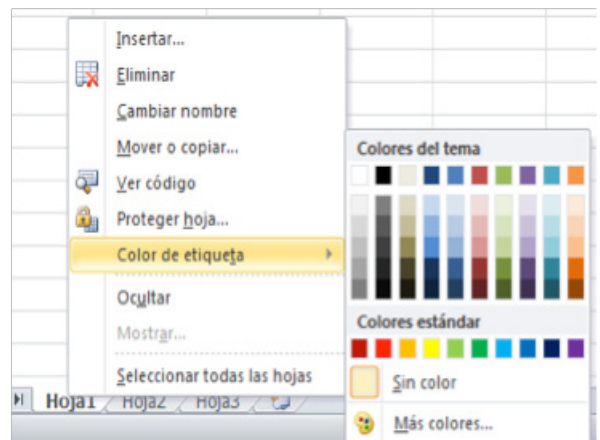 Insertar...
Eliminar
Cambiar nombre
Mover o copiar...
Ver código
Proteger hoja...
Color de etiqueta
Ocultar
Mostrar...
Seleccionar todas las hojas
Colores del tema
Colores estándar
Sin color
Más colores...
Hoja1 Hoja2 Hoja3